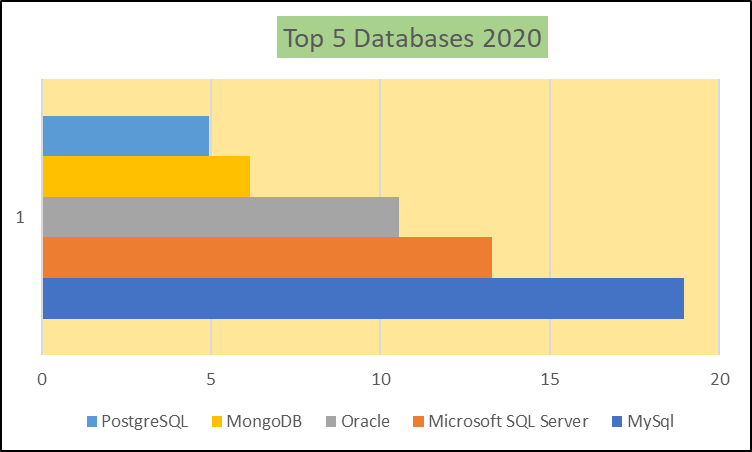 Top 5 Databases 2020
1
0 5 10 15 20
PostgreSQL MongoDB Oracle Microsoft SQL Server MySql